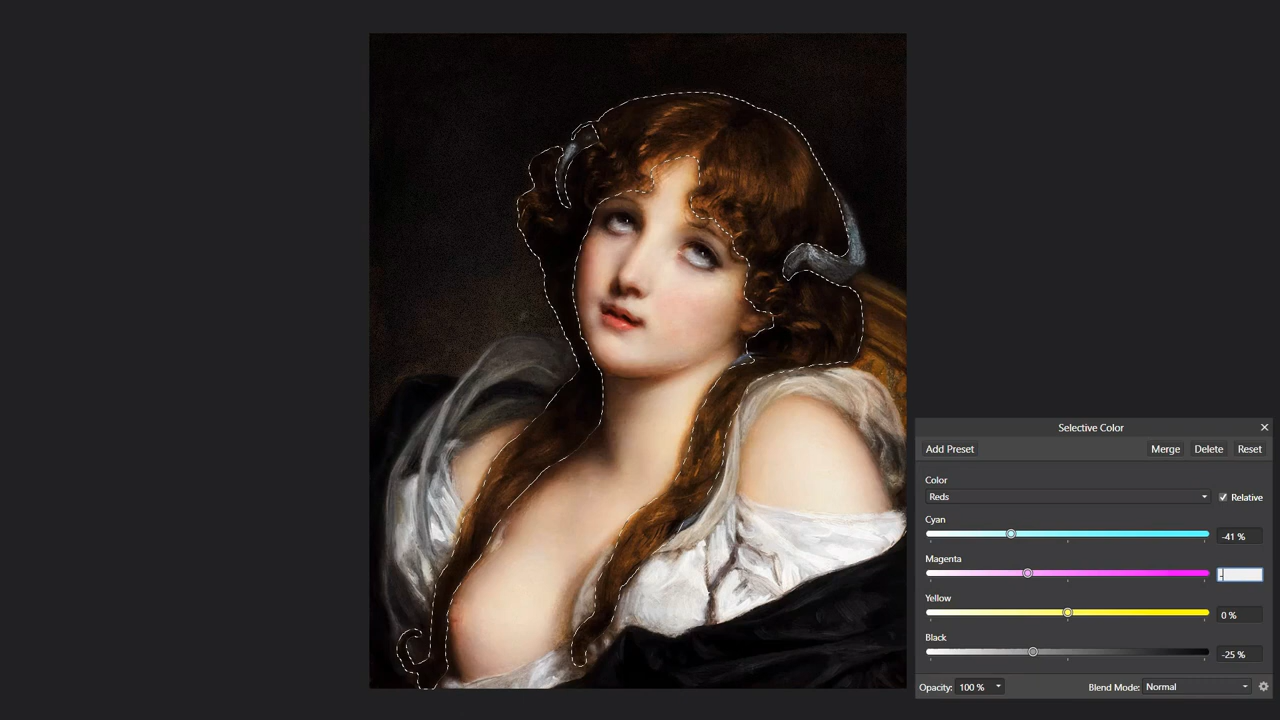 Selective Color
Add Preset Merge Delete Reset
Color
Reds Relative
Cyan
-41 %
Magenta
-
Yellow
0 %
Black
-25 %
Opacity: 100 % Blend Mode: Normal